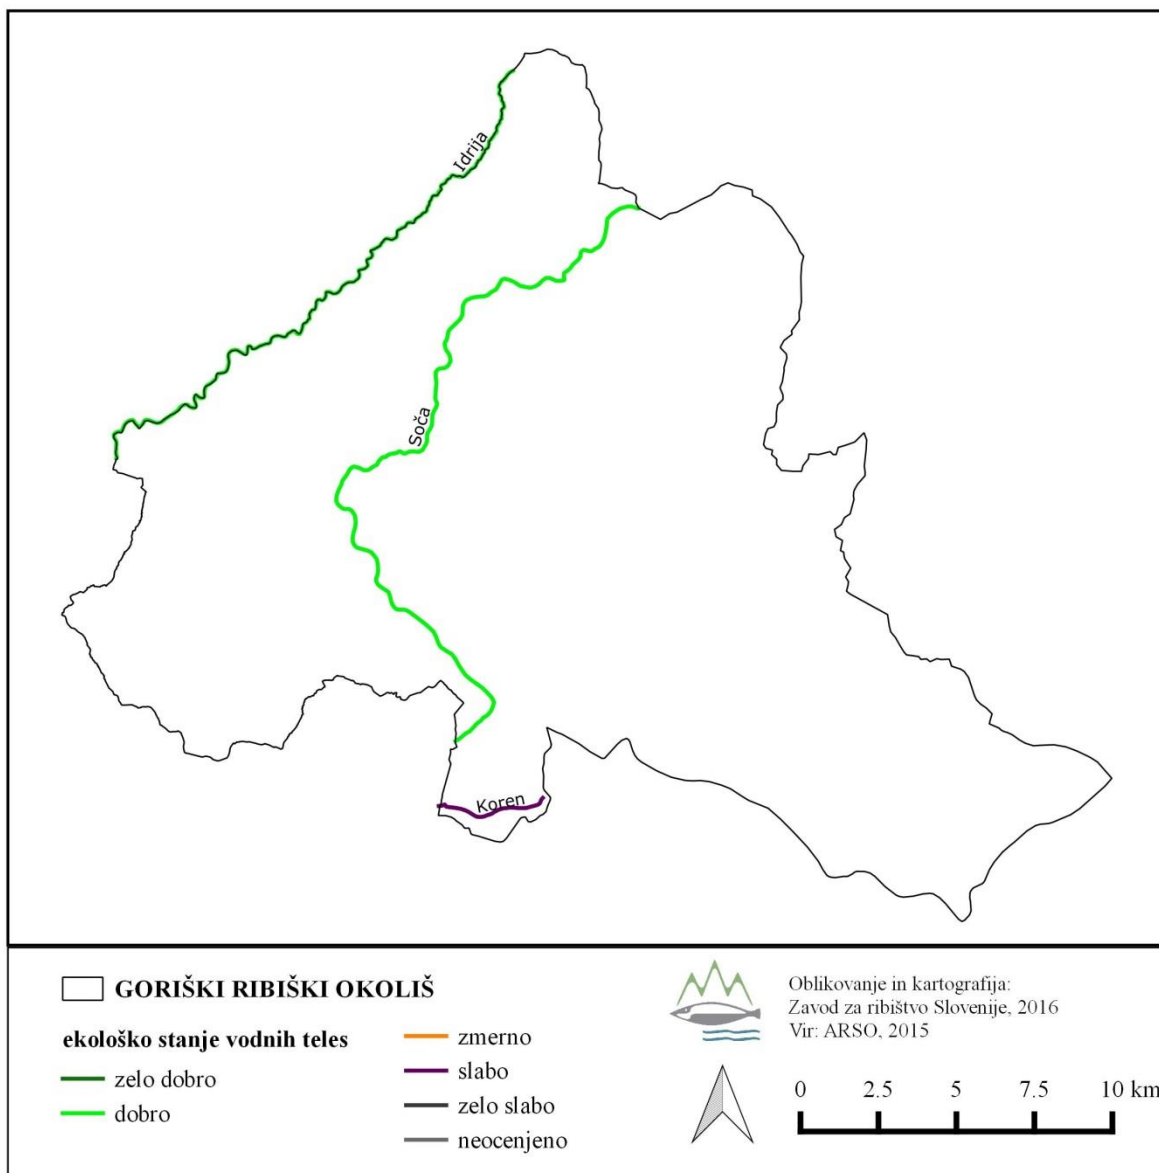 Idrija
Soča
Koren
GORIŠKI RIBIŠKI OKOLIŠ
ekološko stanje vodnih teles
zelo dobro
dobro
zmerno
slabo
zelo slabo
neocenjeno
Oblikovanje in kartografija:
Zavod za ribištvo Slovenije, 2016
Vir: ARSO, 2015
0 2.5 5 7.5 10 km